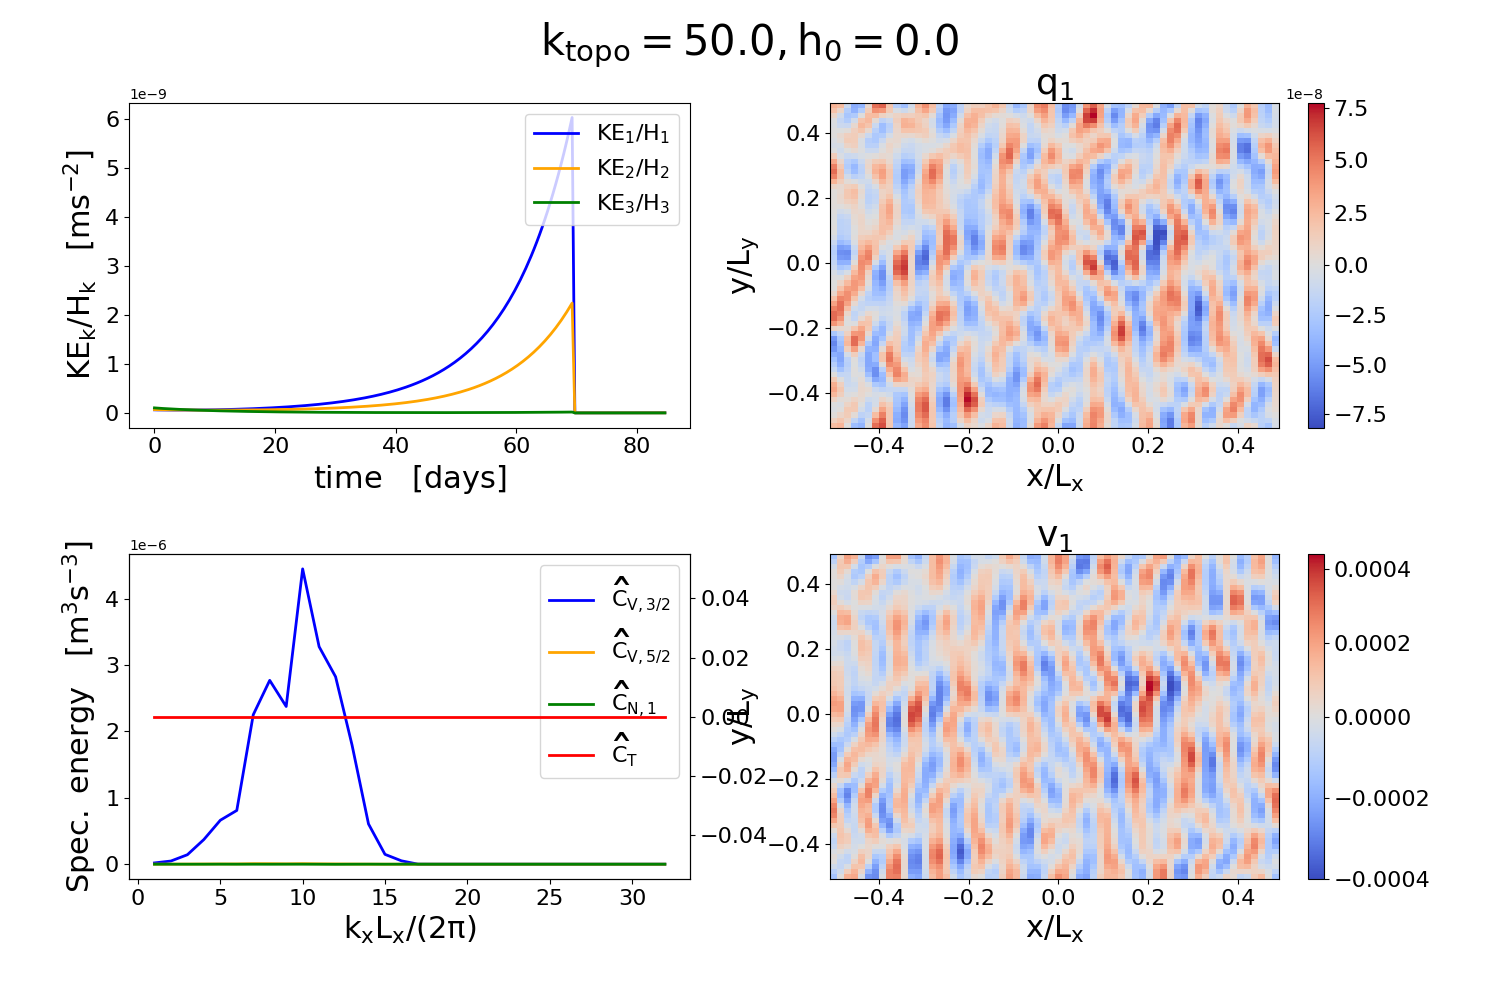 k_topo = 50.0, h_0 = 0.0
1e−9
6
5
4
3
2
1
0
KE_k/H_k [ms^−2]
KE_1/H_1
KE_2/H_2
KE_3/H_3
0 20 40 60 80
time [days]
q_1
1e−8
0.4
0.2
0.0
−0.2
−0.4
y/L_y
−0.4 −0.2 0.0 0.2 0.4
x/L_x
7.5
5.0
2.5
0.0
−2.5
−5.0
−7.5
1e−6
4
3
2
1
0
Spec. energy [m^3s^−3]
Ĉ_V,3/2
Ĉ_V,5/2
Ĉ_N,1
Ĉ_T
0.04
0.02
0.00
−0.02
−0.04
0 5 10 15 20 25 30
k_xL_x/(2π)
v_1
0.4
0.2
0.0
−0.2
−0.4
y/L_y
−0.4 −0.2 0.0 0.2 0.4
x/L_x
0.0004
0.0002
0.0000
−0.0002
−0.0004